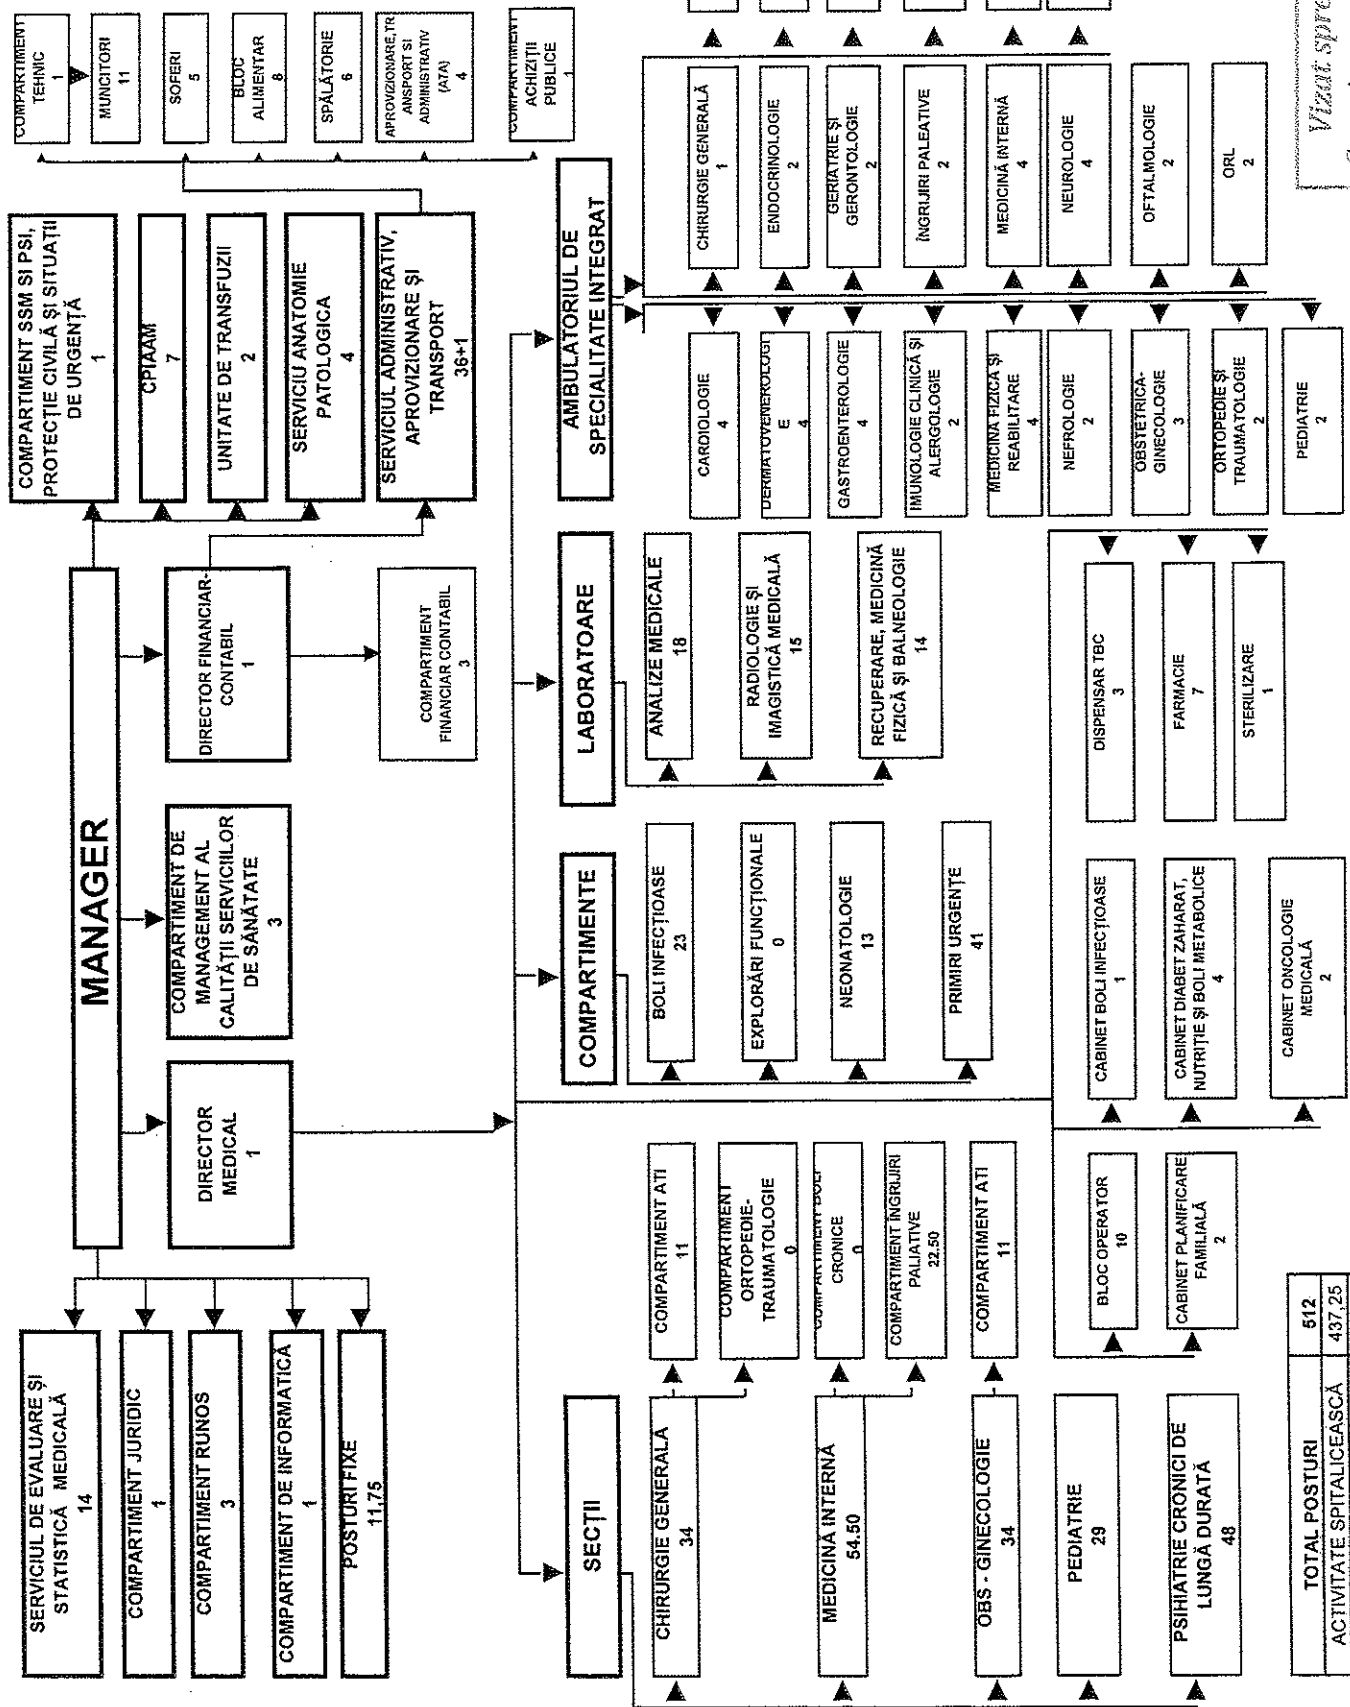 MANAGER
SERVICIUL DE EVALUARE ȘI
STATISTICĂ MEDICALĂ
14
COMPARTIMENT JURIDIC
1
COMPARTIMENT RUNOS
3
COMPARTIMENT DE INFORMATICĂ
1
POSTURI FIXE
11,75
DIRECTOR
MEDICAL
1
COMPARTIMENT DE
MANAGEMENT AL
CALITĂȚII SERVICIILOR
DE SĂNĂTATE
3
DIRECTOR FINANCIAR-
CONTABIL
1
COMPARTIMENT
FINANCIAR CONTABIL
3
COMPARTIMENT SSM SI PSI,
PROTECȚIE CIVILĂ ȘI SITUAȚII
DE URGENȚĂ
1
CPIAAM
7
UNITATE DE TRANSFUZII
2
SERVICIU ANATOMIE
PATOLOGICA
4
SERVICIUL ADMINISTRATIV,
APROVIZIONARE ȘI
TRANSPORT
36+1
COMPARTIMENT
TEHNIC
1
MUNCITORI
11
SOFERI
5
BLOC
ALIMENTAR
8
SPĂLĂTORIE
6
APROVIZIONARE,TR
ANSPORT SI
ADMINISTRATIV
(ATA)
4
COMPARTIMENT
ACHIZIȚII
PUBLICE
1
SECȚII
CHIRURGIE GENERALA
34
COMPARTIMENT ATI
11
COMPARTIMENT
ORTOPEDIE-
TRAUMATOLOGIE
0
MEDICINĂ INTERNĂ
54.50
COMPARTIMENT BOLI
CRONICE
0
COMPARTIMENT ÎNGRIJIRI
PALIATIVE
22.50
OBS - GINECOLOGIE
34
COMPARTIMENT ATI
11
PEDIATRIE
29
PSIHIATRIE CRONICI DE
LUNGĂ DURATĂ
48
COMPARTIMENTE
BOLI INFECȚIOASE
23
EXPLORĂRI FUNCȚIONALE
0
NEONATOLOGIE
13
PRIMIRI URGENȚE
41
LABORATOARE
ANALIZE MEDICALE
18
RADIOLOGIE ȘI
IMAGISTICĂ MEDICALĂ
15
RECUPERARE, MEDICINĂ
FIZICĂ ȘI BALNEOLOGIE
14
AMBULATORIUL DE
SPECIALITATE INTEGRAT
CARDIOLOGIE
4
DERMATOVENEROLOGI
E
4
GASTROENTEROLOGIE
4
IMUNOLOGIE CLINICĂ ȘI
ALERGOLOGIE
2
MEDICINA FIZICA ȘI
REABILITARE
4
NEFROLOGIE
2
OBSTETRICA-
GINECOLOGIE
3
ORTOPEDIE ȘI
TRAUMATOLOGIE
2
PEDIATRIE
2
CHIRURGIE GENERALĂ
1
ENDOCRINOLOGIE
2
GERIATRIE ȘI
GERONTOLOGIE
2
ÎNGRIJIRI PALEATIVE
2
MEDICINĂ INTERNĂ
4
NEUROLOGIE
4
OFTALMOLOGIE
2
ORL
2
BLOC OPERATOR
10
CABINET PLANIFICARE
FAMILIALĂ
2
CABINET BOLI INFECȚIOASE
1
CABINET DIABET ZAHARAT,
NUTRIȚIE ȘI BOLI METABOLICE
4
CABINET ONCOLOGIE
MEDICALĂ
2
DISPENSAR TBC
3
FARMACIE
7
STERILIZARE
1
TOTAL POSTURI 512
ACTIVITATE SPITALICEASCĂ 437,25
Vizat spre